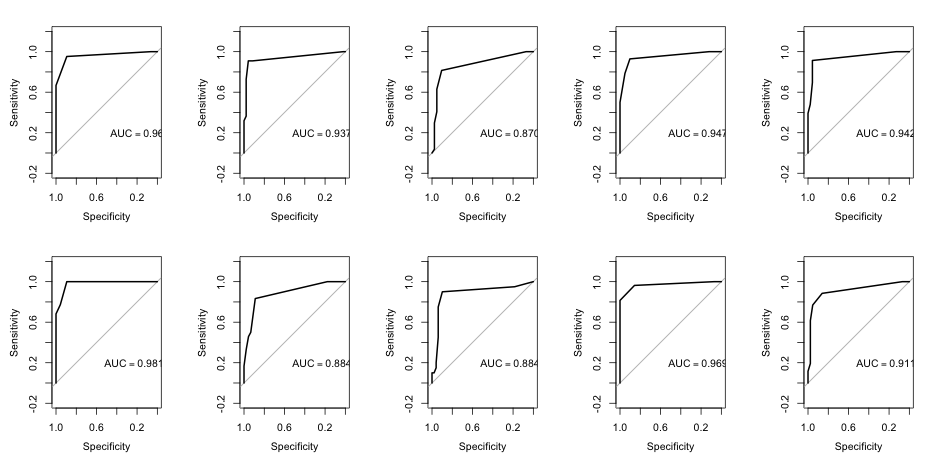 Sensitivity
-0.2 0.2 0.6 1.0
AUC = 0.96
1.0 0.6 0.2
Specificity
Sensitivity
-0.2 0.2 0.6 1.0
AUC = 0.937
1.0 0.6 0.2
Specificity
Sensitivity
-0.2 0.2 0.6 1.0
AUC = 0.870
1.0 0.6 0.2
Specificity
Sensitivity
-0.2 0.2 0.6 1.0
AUC = 0.947
1.0 0.6 0.2
Specificity
Sensitivity
-0.2 0.2 0.6 1.0
AUC = 0.942
1.0 0.6 0.2
Specificity
Sensitivity
-0.2 0.2 0.6 1.0
AUC = 0.981
1.0 0.6 0.2
Specificity
Sensitivity
-0.2 0.2 0.6 1.0
AUC = 0.884
1.0 0.6 0.2
Specificity
Sensitivity
-0.2 0.2 0.6 1.0
AUC = 0.884
1.0 0.6 0.2
Specificity
Sensitivity
-0.2 0.2 0.6 1.0
AUC = 0.969
1.0 0.6 0.2
Specificity
Sensitivity
-0.2 0.2 0.6 1.0
AUC = 0.911
1.0 0.6 0.2
Specificity